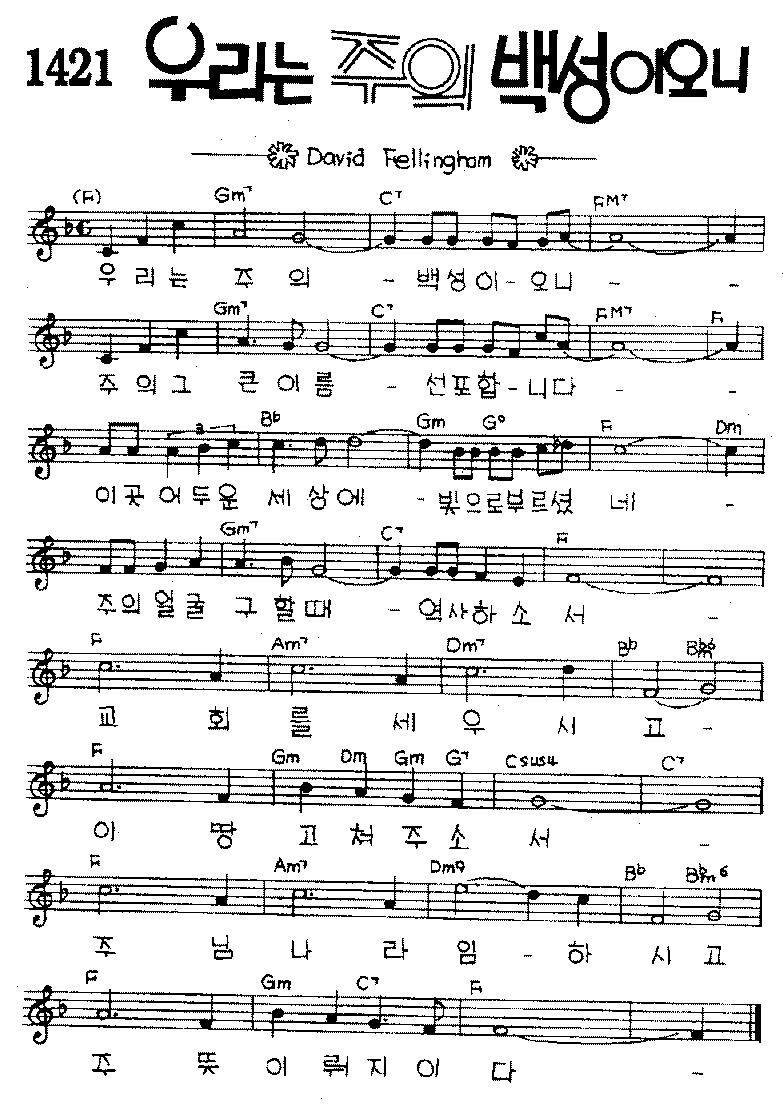 1421 우리는 주의 백성이오니
David Fellingham
(F) Gm7 C7 FM7
우리는 주 의 - 백성이-오니 - -
Gm7 C7 FM7 F
주의그 큰이름 - 선포합-니다 - -
3 Bb Gm G° F Dm
이곳어두운 세상에 - 빛으로부르셨 네 -
Gm7 C7 F
주의얼굴 구할때 - 역사하소 서 -
F Am7 Dm7 Bb
교 회 를 세 우 시 고 -
F Gm Dm Gm G7 Csus4 C7
이 땅 고 쳐 주 소 서 -
F Am7 Dm9 Bb Bbm6
주 님 나 라 임 - 하 시 고
F Gm C7 F
주 뜻 이 뤄 지 이 다 -